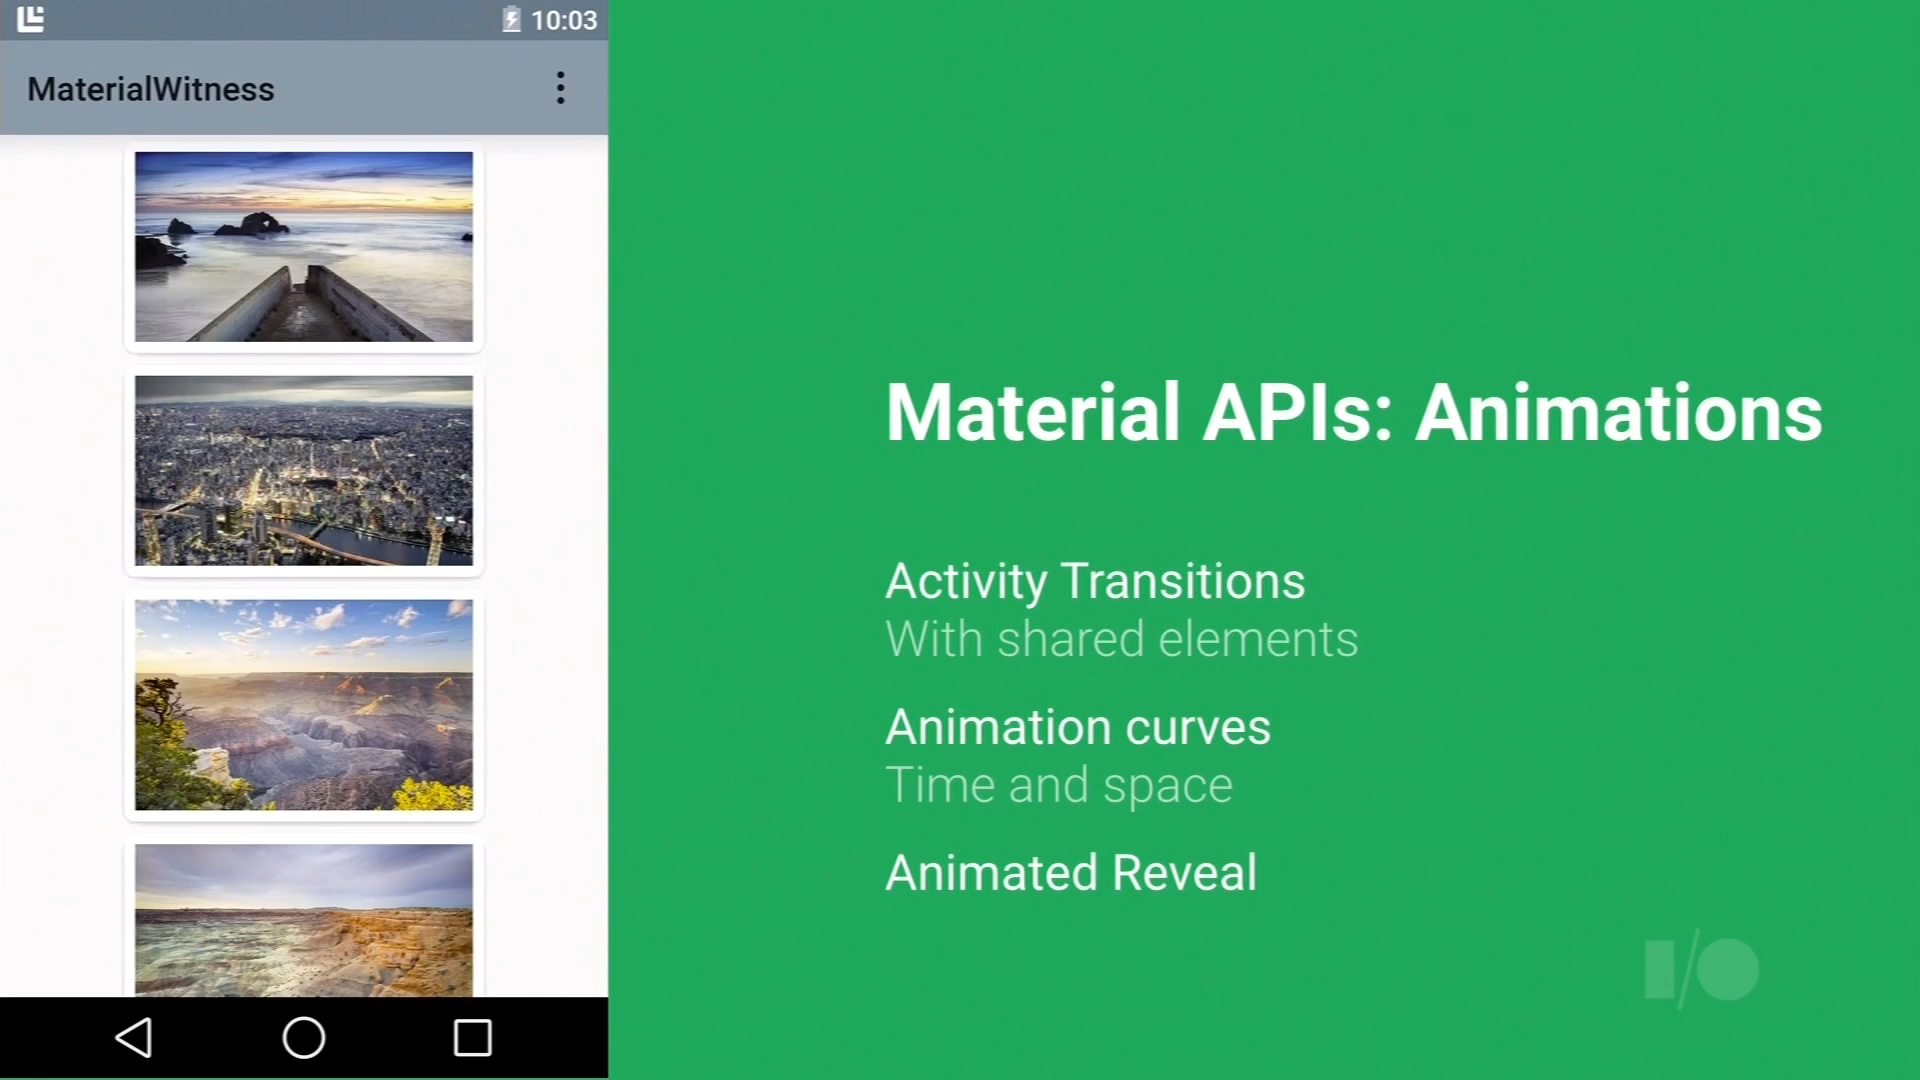 10:03
MaterialWitness
Material APIs: Animations
Activity Transitions
With shared elements
Animation curves
Time and space
Animated Reveal
I/O